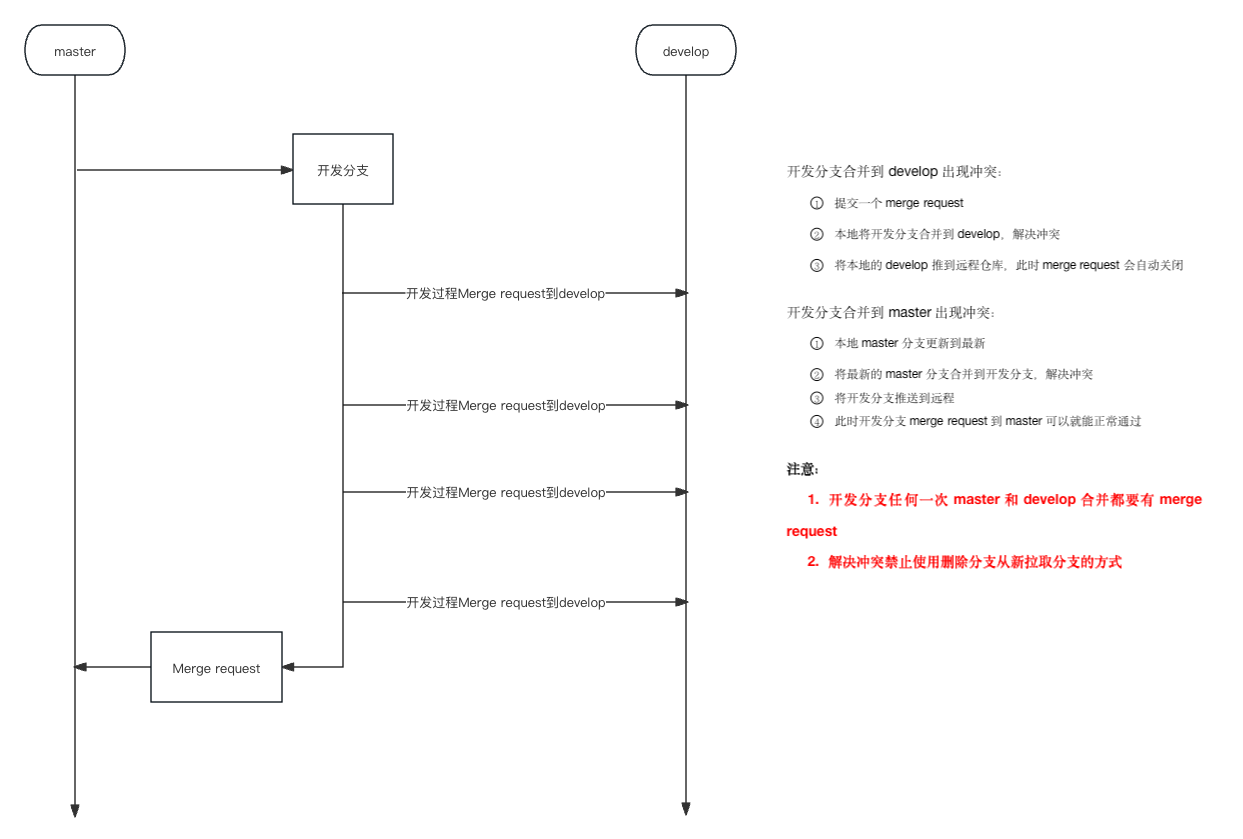 master
develop
开发分支
开发过程Merge request到develop
开发过程Merge request到develop
开发过程Merge request到develop
开发过程Merge request到develop
Merge request
开发分支合并到 develop 出现冲突:
① 提交一个 merge request
② 本地将开发分支合并到 develop，解决冲突
③ 将本地的 develop 推到远程仓库，此时 merge request 会自动关闭
开发分支合并到 master 出现冲突:
① 本地 master 分支更新到最新
② 将最新的 master 分支合并到开发分支，解决冲突
③ 将开发分支推送到远程
④ 此时开发分支 merge request 到 master 可以就能正常通过
注意:
1. 开发分支任何一次 master 和 develop 合并都要有 merge
request
2. 解决冲突禁止使用删除分支从新拉取分支的方式